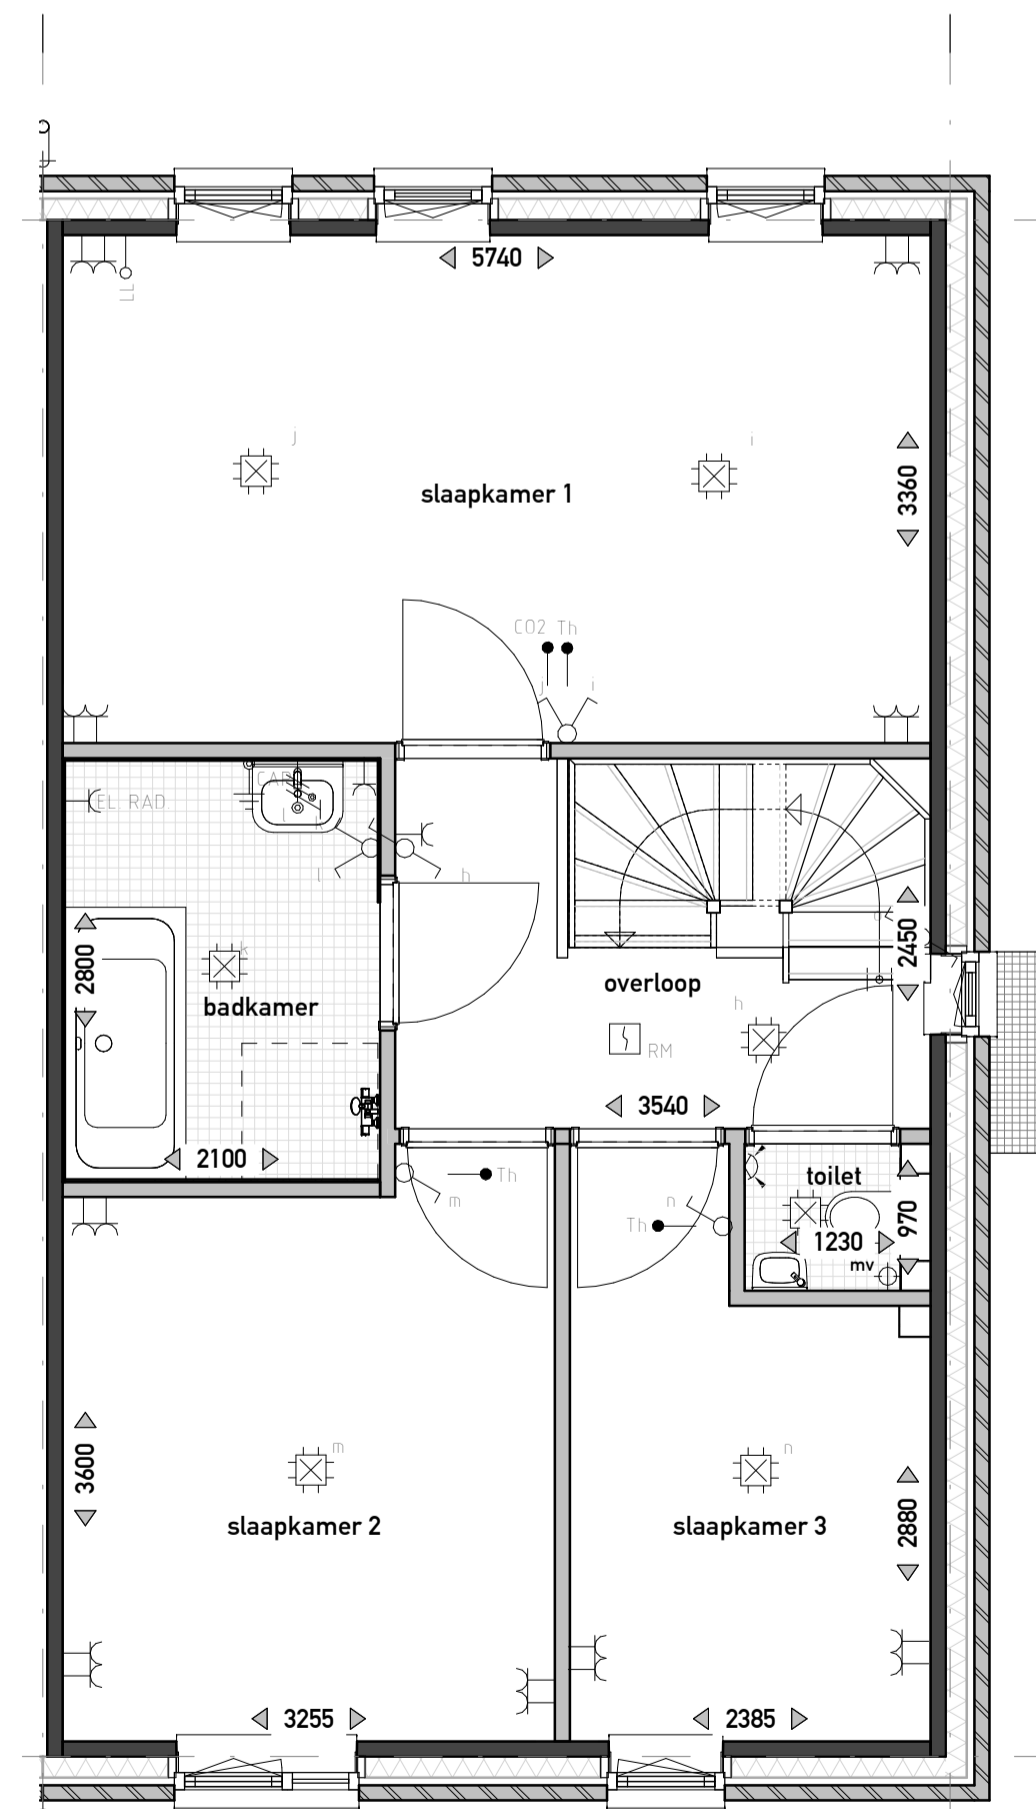 5740
LL
j
i
slaapkamer 1
3360
CO2 Th
j i
EL RAD.
l
h
2800
k
badkamer
2450
overloop
h
RM
3540
2100
Th
m
n
Th
toilet
970
1230
mv
3600
m
n
slaapkamer 2
slaapkamer 3
2880
3255
2385